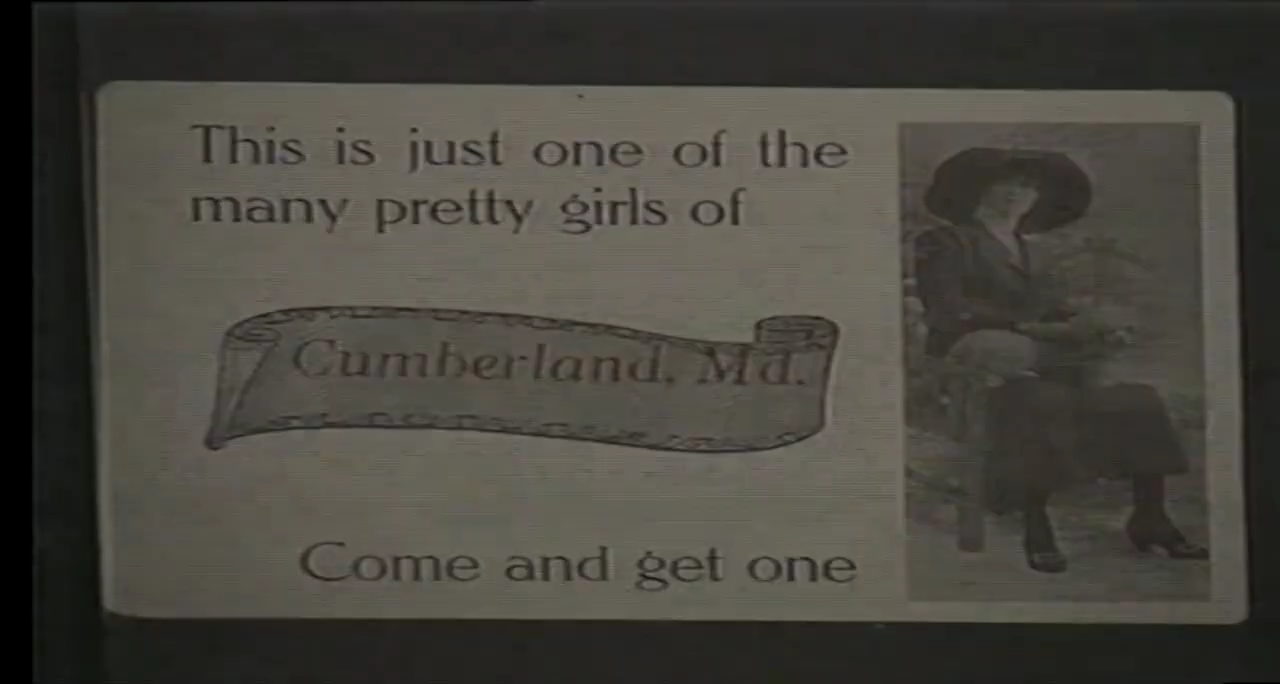 This is just one of the
many pretty girls of
Cumberland, Md.
Come and get one